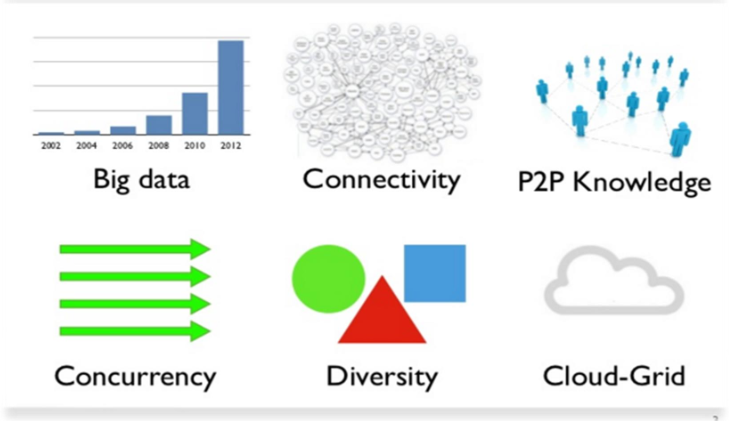 2002 2004 2006 2008 2010 2012
Big data
Connectivity
P2P Knowledge
Concurrency
Diversity
Cloud-Grid